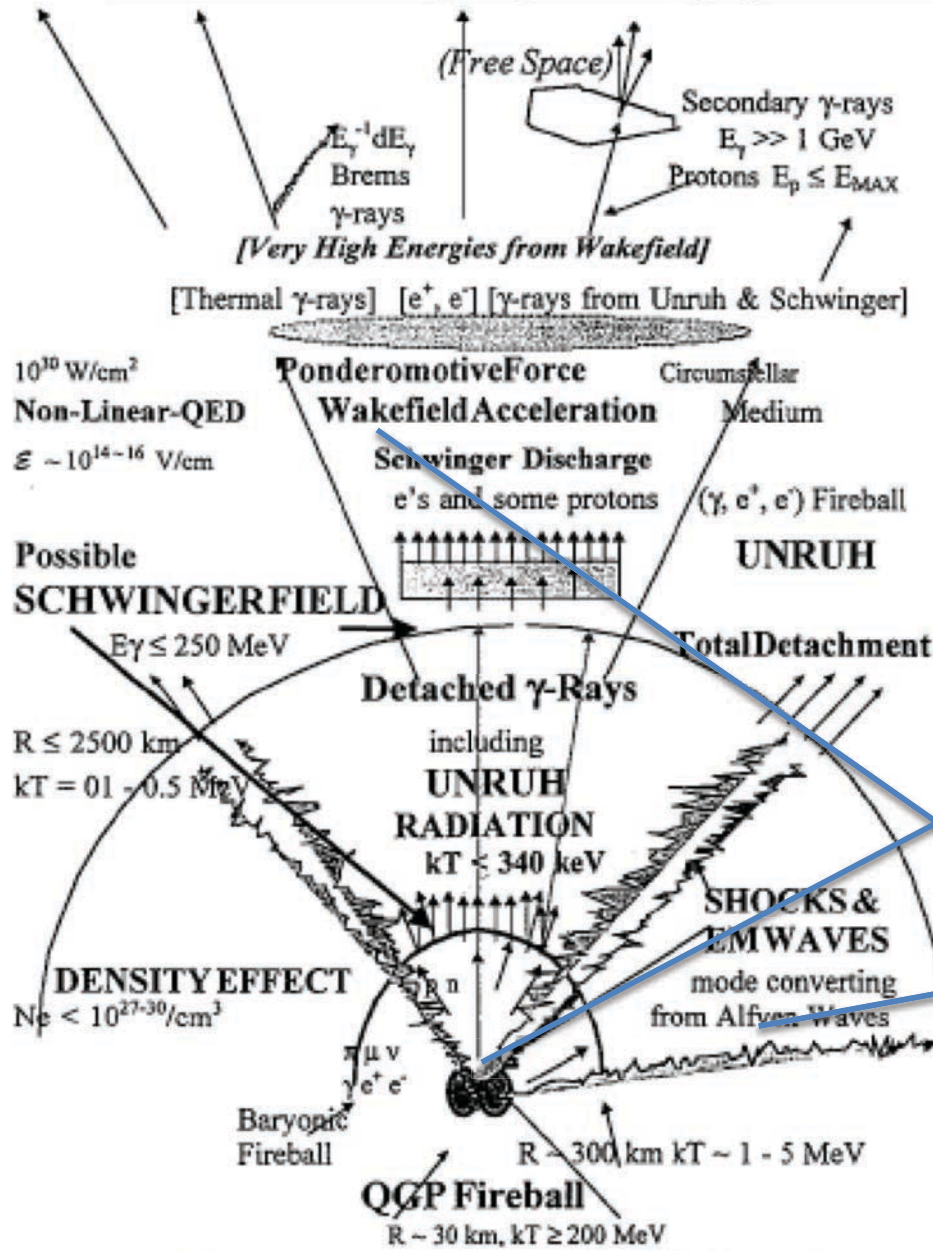 (Free Space)
Secondary γ-rays
Eγ >> 1 GeV
Protons Ep ≤ EMAX
Eγ⁻¹dEγ
Brems
γ-rays
[Very High Energies from Wakefield]
[Thermal γ-rays] [e⁺, e⁻] [γ-rays from Unruh & Schwinger]
10³⁰ W/cm²
Non-Linear-QED
ℰ ~10¹⁴⁻¹⁶ V/cm
PonderomotiveForce
Wakefield Acceleration
Circumstellar
Medium
Schwinger Discharge
e's and some protons
(γ, e⁺, e⁻) Fireball
UNRUH
Possible
SCHWINGERFIELD
Eγ ≤ 250 MeV
TotalDetachment
Detached γ-Rays
including
UNRUH
RADIATION
kT < 340 keV
R ≤ 2500 km
kT = 01 - 0.5 MeV
SHOCKS &
EM WAVES
mode converting
from Alfven Waves
DENSITY EFFECT
Ne < 10²⁷⁻³⁰/cm³
p n
π μ ν
γ e⁺ e⁻
Baryonic
Fireball
R ~ 300 km kT ~ 1 - 5 MeV
QGP Fireball
R ~ 30 km, kT ≥ 200 MeV